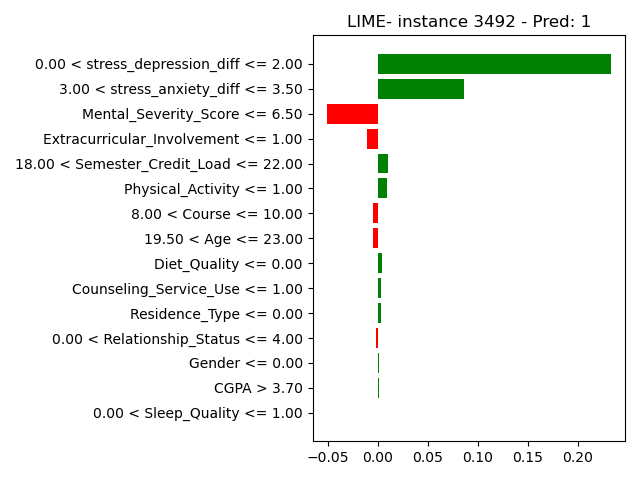 LIME- instance 3492 - Pred: 1
0.00 < stress_depression_diff <= 2.00
3.00 < stress_anxiety_diff <= 3.50
Mental_Severity_Score <= 6.50
Extracurricular_Involvement <= 1.00
18.00 < Semester_Credit_Load <= 22.00
Physical_Activity <= 1.00
8.00 < Course <= 10.00
19.50 < Age <= 23.00
Diet_Quality <= 0.00
Counseling_Service_Use <= 1.00
Residence_Type <= 0.00
0.00 < Relationship_Status <= 4.00
Gender <= 0.00
CGPA > 3.70
0.00 < Sleep_Quality <= 1.00
−0.05 0.00 0.05 0.10 0.15 0.20